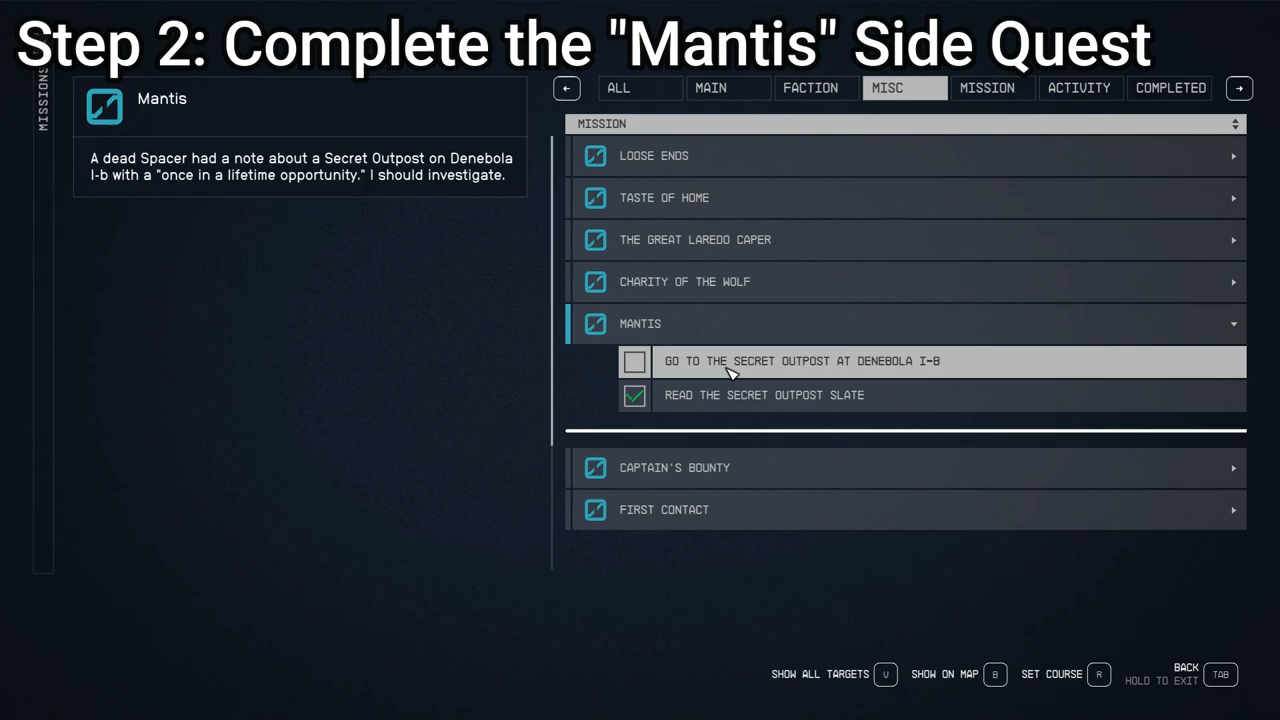 Step 2: Complete the "Mantis" Side Quest
MISSIONS
Mantis
A dead Spacer had a note about a Secret Outpost on Denebola
I-b with a "once in a lifetime opportunity." I should investigate.
ALL
MAIN
FACTION
MISC
MISSION
ACTIVITY
COMPLETED
MISSION
LOOSE ENDS
TASTE OF HOME
THE GREAT LAREDO CAPER
CHARITY OF THE WOLF
MANTIS
GO TO THE SECRET OUTPOST AT DENEBOLA I-B
READ THE SECRET OUTPOST SLATE
CAPTAIN'S BOUNTY
FIRST CONTACT
SHOW ALL TARGETS V
SHOW ON MAP B
SET COURSE R
BACK
HOLD TO EXIT
TAB